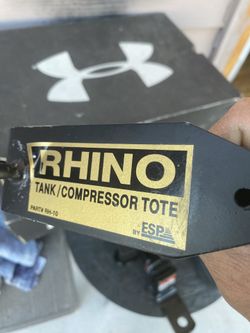 RHINO
TANK/COMPRESSOR TOTE
PART# RH-10
BY ESP